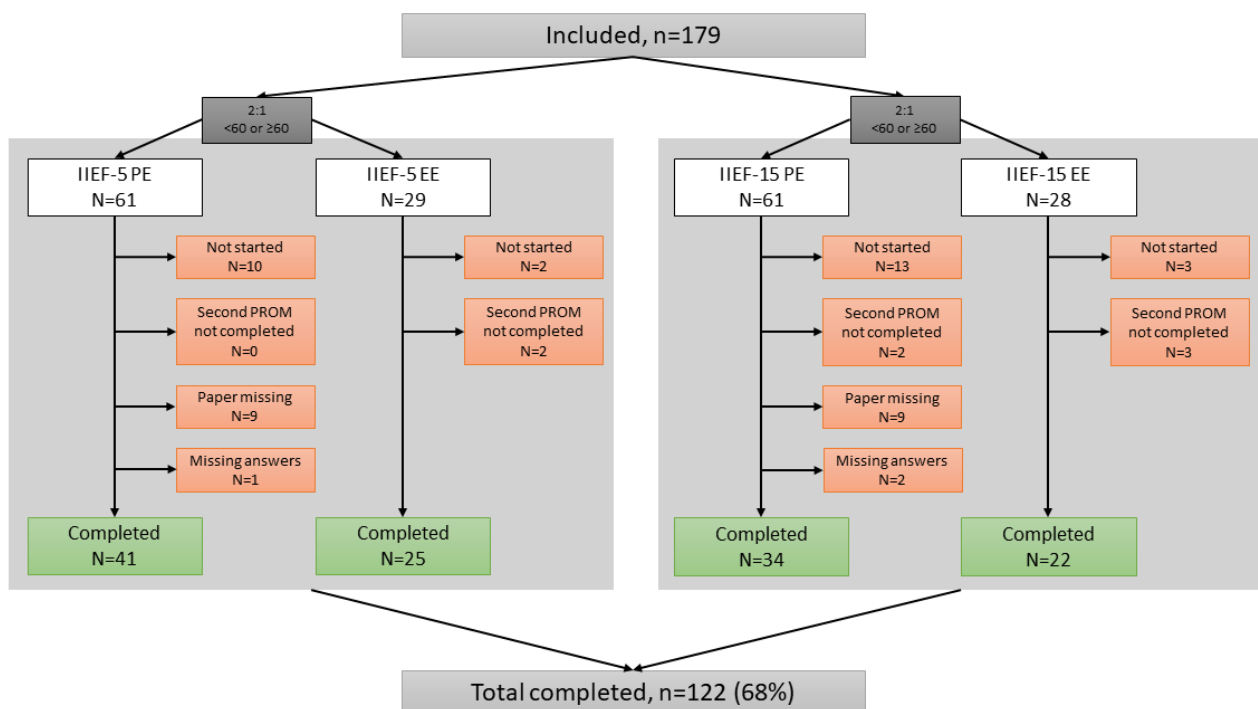 Included, n=179
2:1
<60 or ≥60
2:1
<60 or ≥60
IIEF-5 PE
N=61
IIEF-5 EE
N=29
IIEF-15 PE
N=61
IIEF-15 EE
N=28
Not started
N=10
Not started
N=2
Not started
N=13
Not started
N=3
Second PROM
not completed
N=0
Second PROM
not completed
N=2
Second PROM
not completed
N=2
Second PROM
not completed
N=3
Paper missing
N=9
Paper missing
N=9
Missing answers
N=1
Missing answers
N=2
Completed
N=41
Completed
N=25
Completed
N=34
Completed
N=22
Total completed, n=122 (68%)